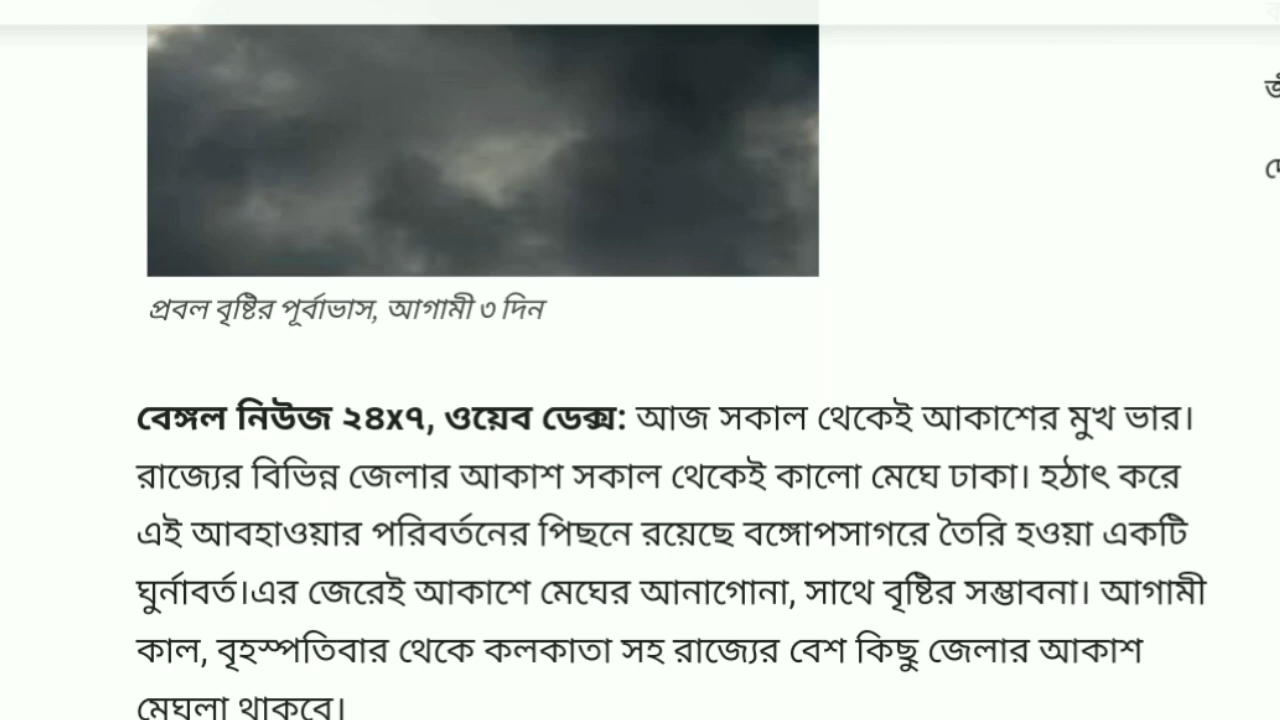 প্রবল বৃষ্টির পূর্বাভাস, আগামী ৩ দিন
বেঙ্গল নিউজ ২৪x৭, ওয়েব ডেক্স: আজ সকাল থেকেই আকাশের মুখ ভার।
রাজ্যের বিভিন্ন জেলার আকাশ সকাল থেকেই কালো মেঘে ঢাকা। হঠাৎ করে
এই আবহাওয়ার পরিবর্তনের পিছনে রয়েছে বঙ্গোপসাগরে তৈরি হওয়া একটি
ঘুর্নাবর্ত।এর জেরেই আকাশে মেঘের আনাগোনা, সাথে বৃষ্টির সম্ভাবনা। আগামী
কাল, বৃহস্পতিবার থেকে কলকাতা সহ রাজ্যের বেশ কিছু জেলার আকাশ
মেঘলা থাকবে।